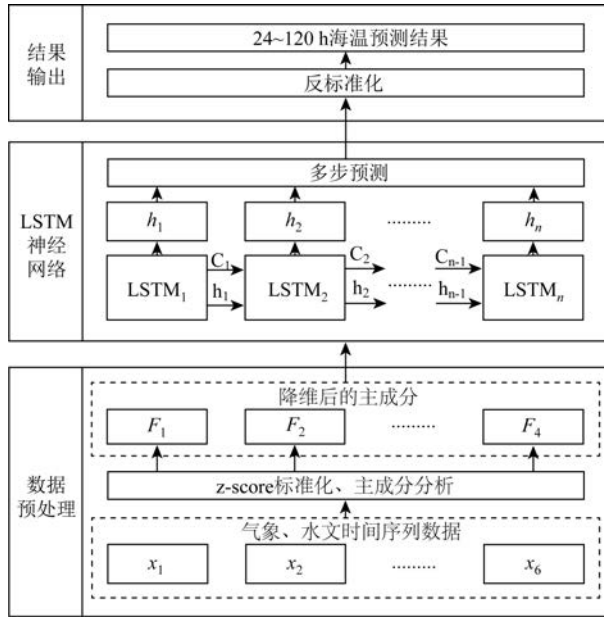 结果
输出
24~120 h海温预测结果
反标准化
LSTM
神经
网络
多步预测
h1 h2 ......... hn
C1 C2 Cn-1
LSTM1 LSTM2 ......... LSTMn
h1 h2 hn-1
数据
预处理
降维后的主成分
F1 F2 ......... F4
z-score标准化、主成分分析
气象、水文时间序列数据
x1 x2 ......... x6